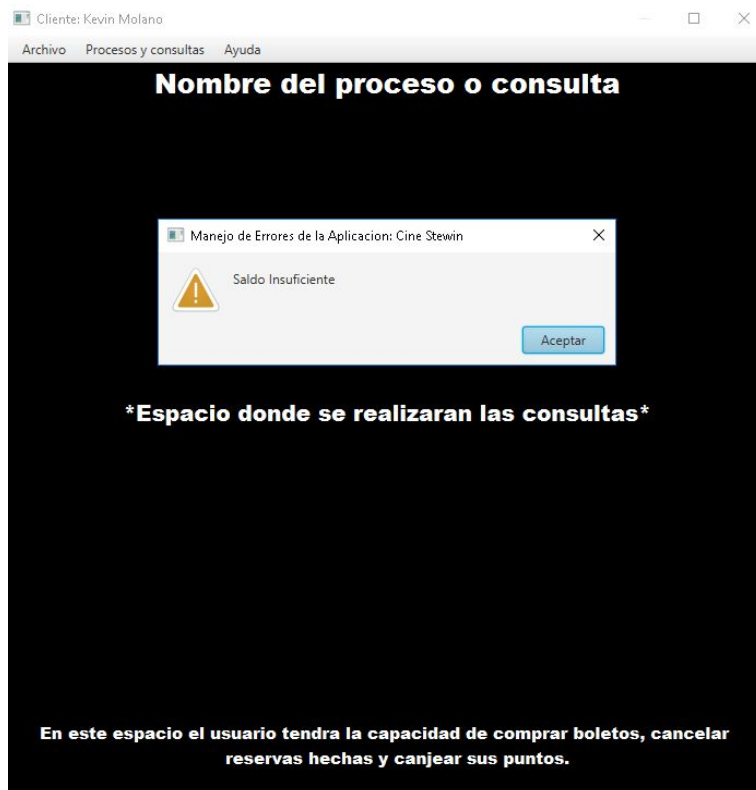 Cliente: Kevin Molano
Archivo Procesos y consultas Ayuda
Nombre del proceso o consulta
Manejo de Errores de la Aplicacion: Cine Stewin
Saldo Insuficiente
Aceptar
*Espacio donde se realizaran las consultas*
En este espacio el usuario tendra la capacidad de comprar boletos, cancelar
reservas hechas y canjear sus puntos.